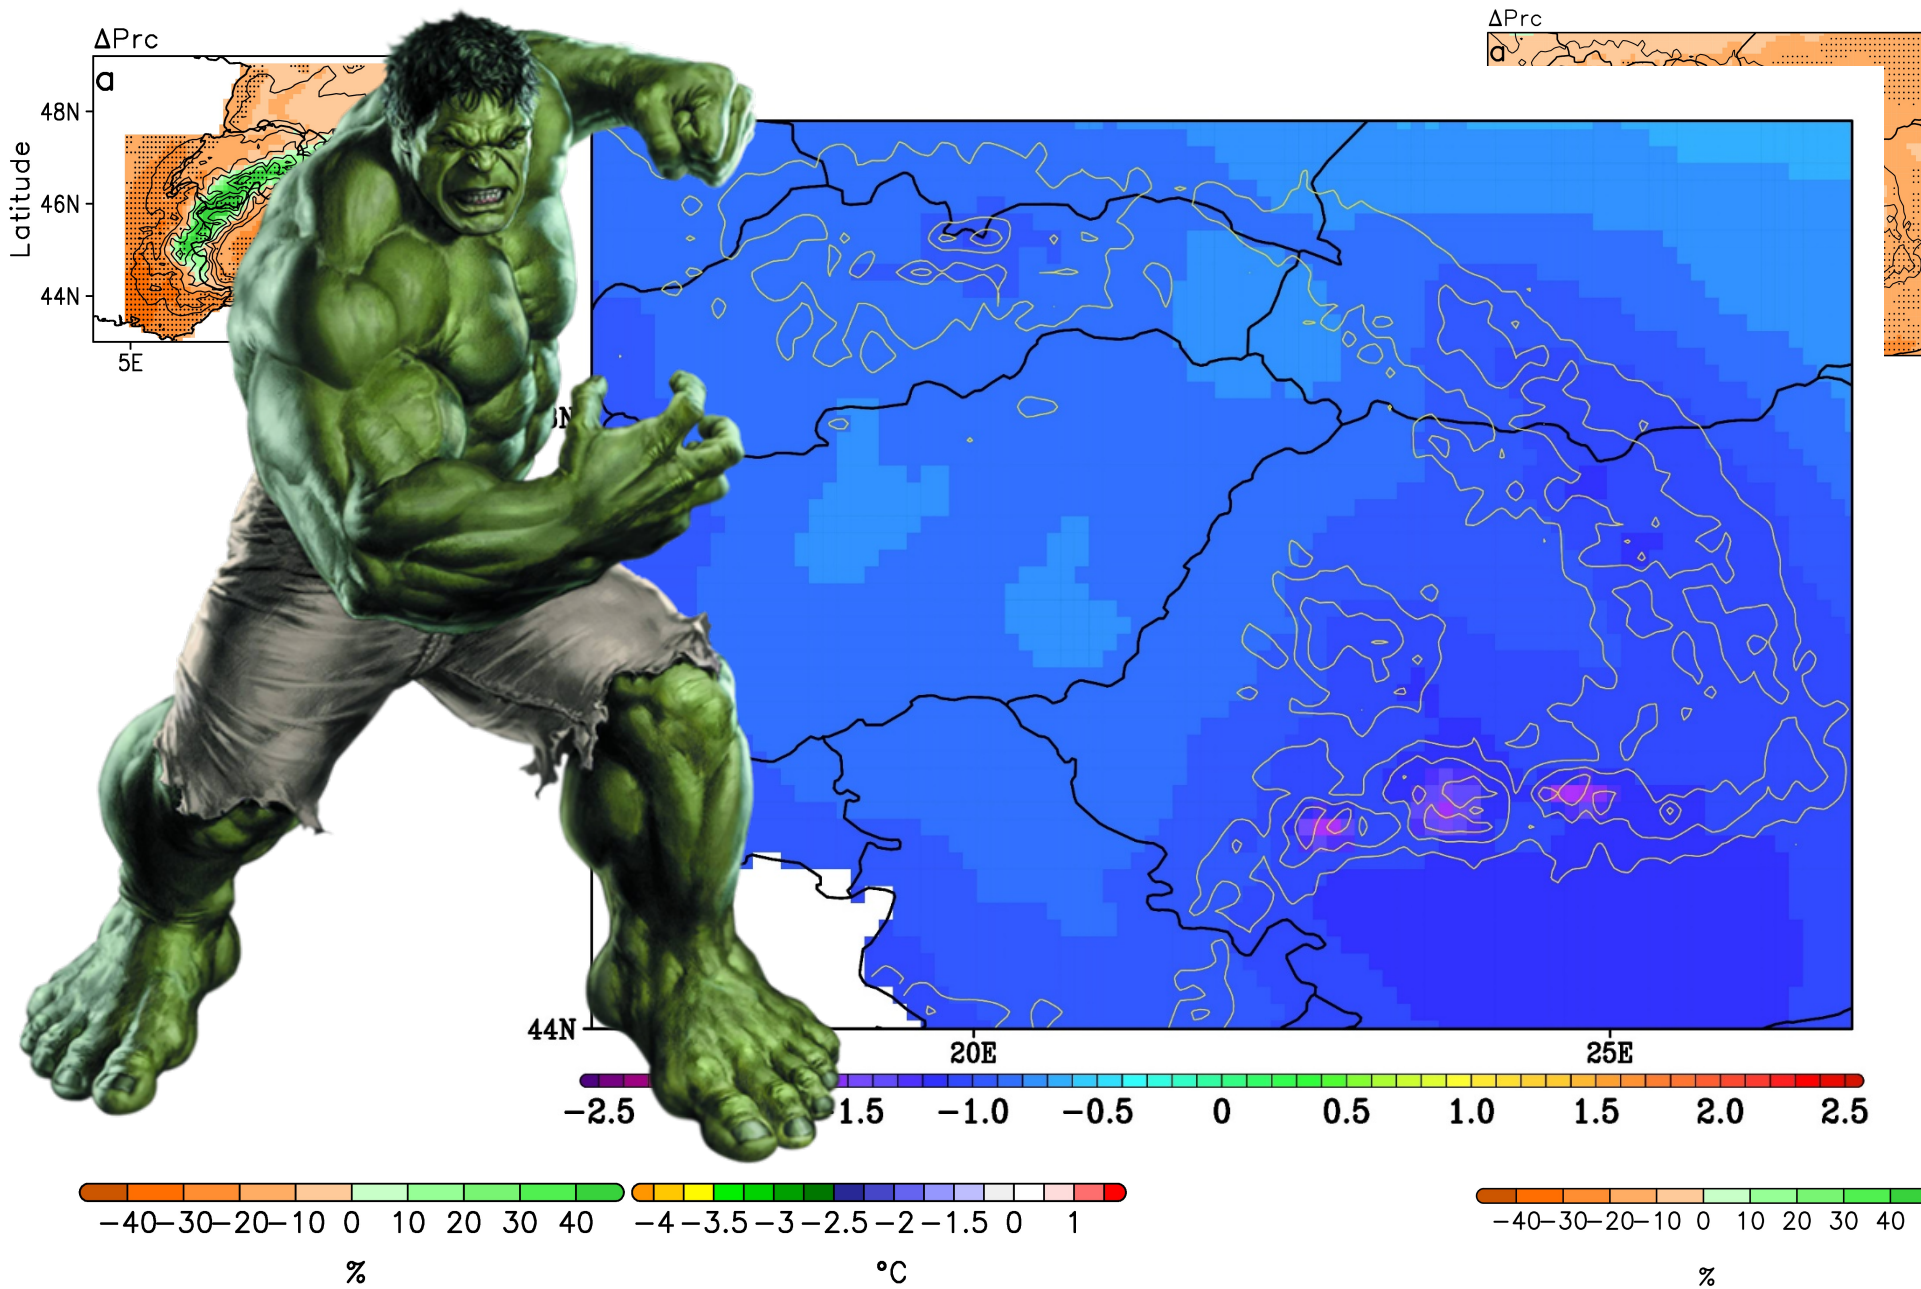 ΔPrc
ΔPrc
a
a
48N
46N
44N
Latitude
5E
44N
20E 25E
−2.5 −1.0 −0.5 0 0.5 1.0 1.5 2.0 2.5
−40 −30 −20 −10 0 10 20 30 40
−4 −3.5 −3 −2.5 −2 −1.5 0 1
−40 −30 −20 −10 0 10 20 30 40
%
°C
%